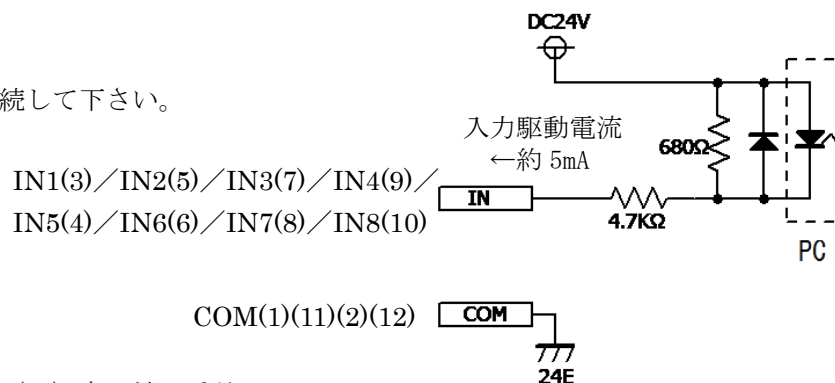 DC24V
続して下さい。
入力駆動電流
←約 5mA
680Ω
IN1(3)／IN2(5)／IN3(7)／IN4(9)／
IN5(4)／IN6(6)／IN7(8)／IN8(10)
IN
4.7KΩ
PC
COM(1)(11)(2)(12)
COM
24E